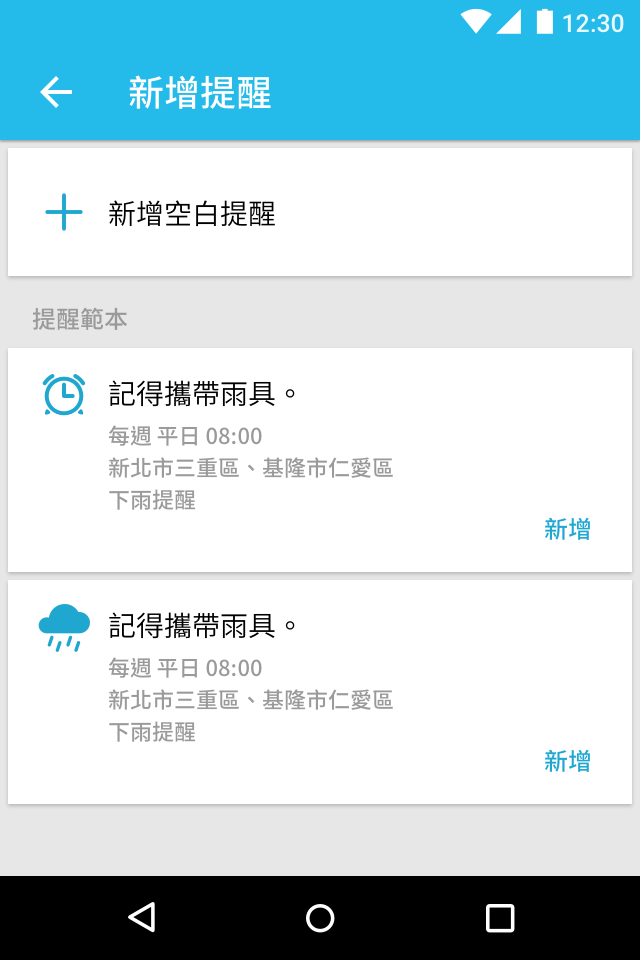 12:30
新增提醒
新增空白提醒
提醒範本
記得攜帶雨具。
每週 平日 08:00
新北市三重區、基隆市仁愛區
下雨提醒
新增
記得攜帶雨具。
每週 平日 08:00
新北市三重區、基隆市仁愛區
下雨提醒
新增